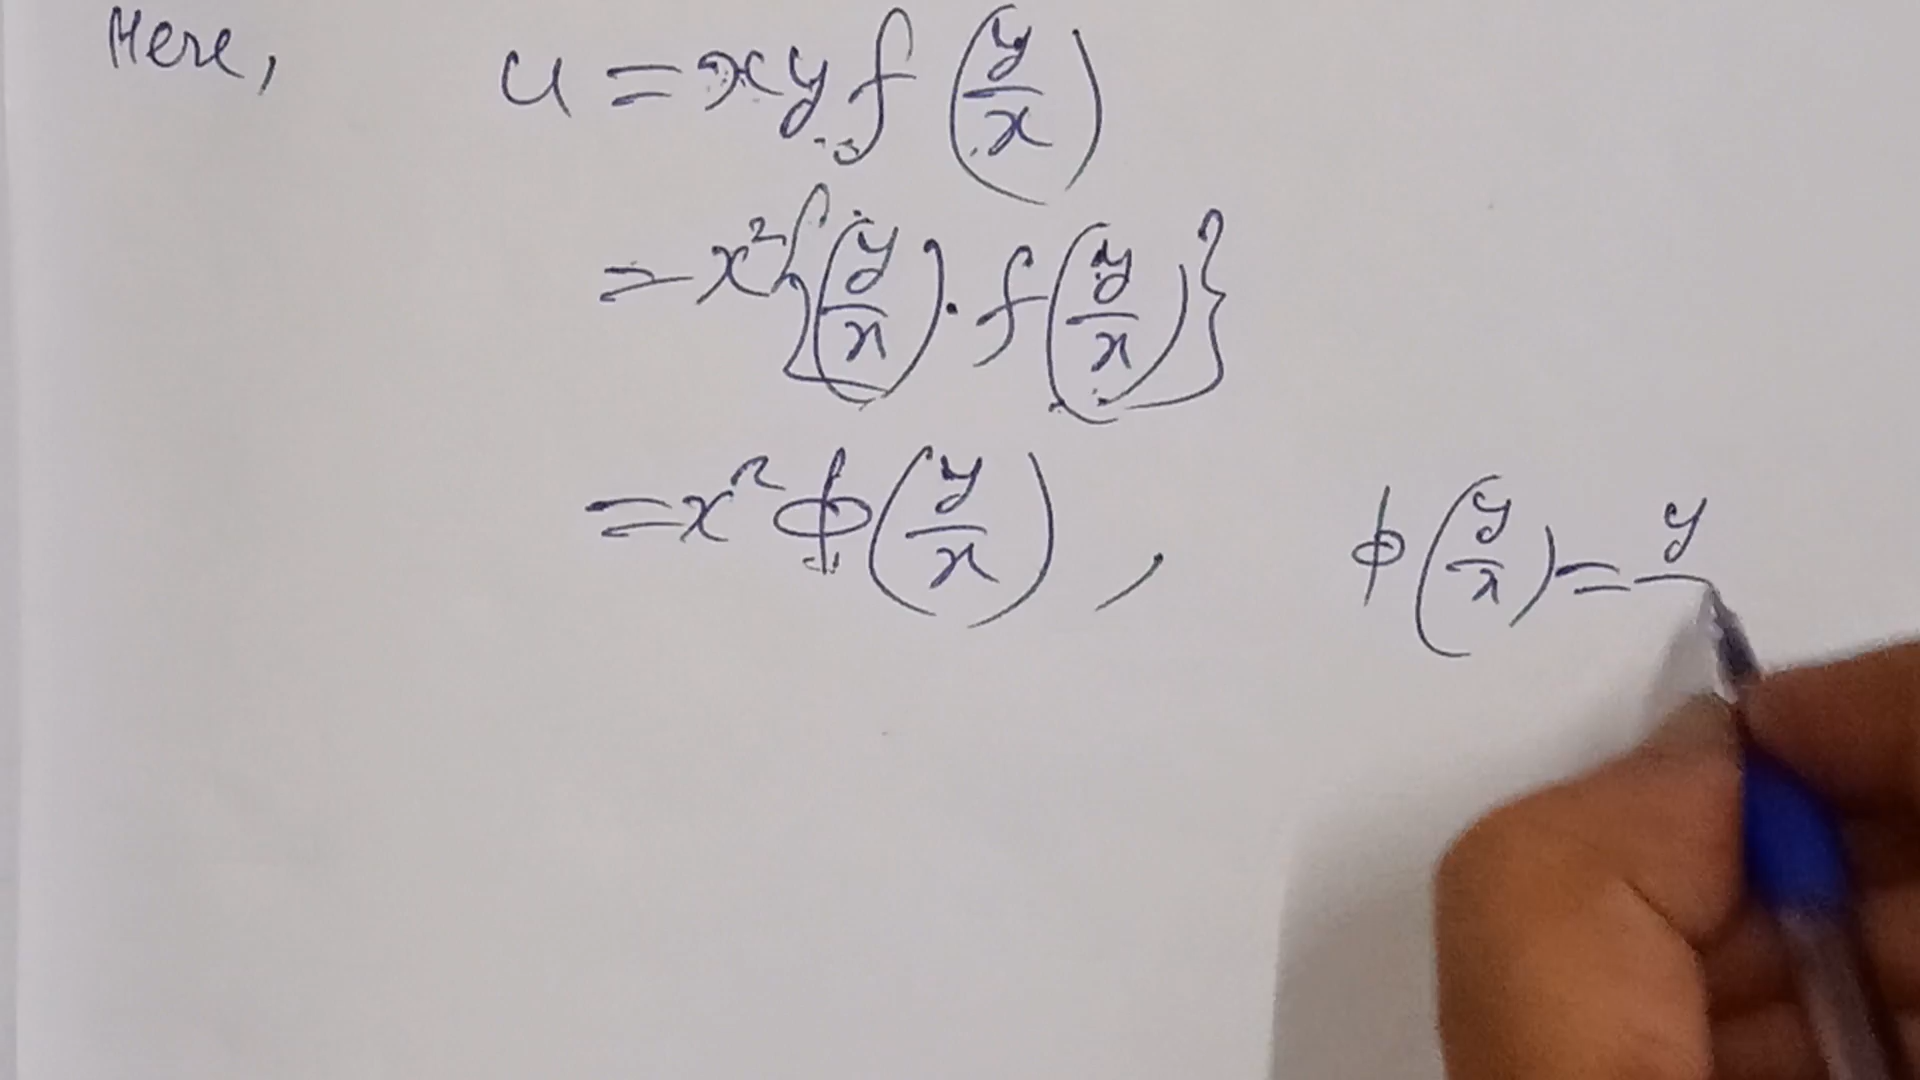 Here, u = xy f(y/x)
= x²{(y/x)·f(y/x)}
= x² ϕ(y/x) , ϕ(y/x) = y/